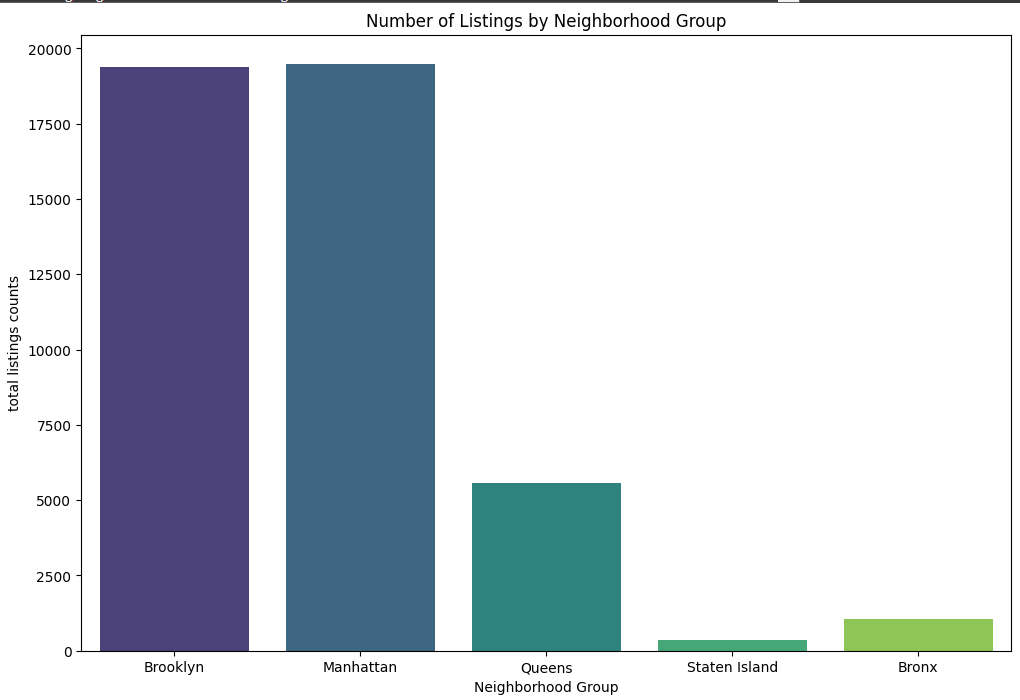 Number of Listings by Neighborhood Group
20000
17500
15000
12500
10000
7500
5000
2500
0
total listings counts
Brooklyn Manhattan Queens Staten Island Bronx
Neighborhood Group